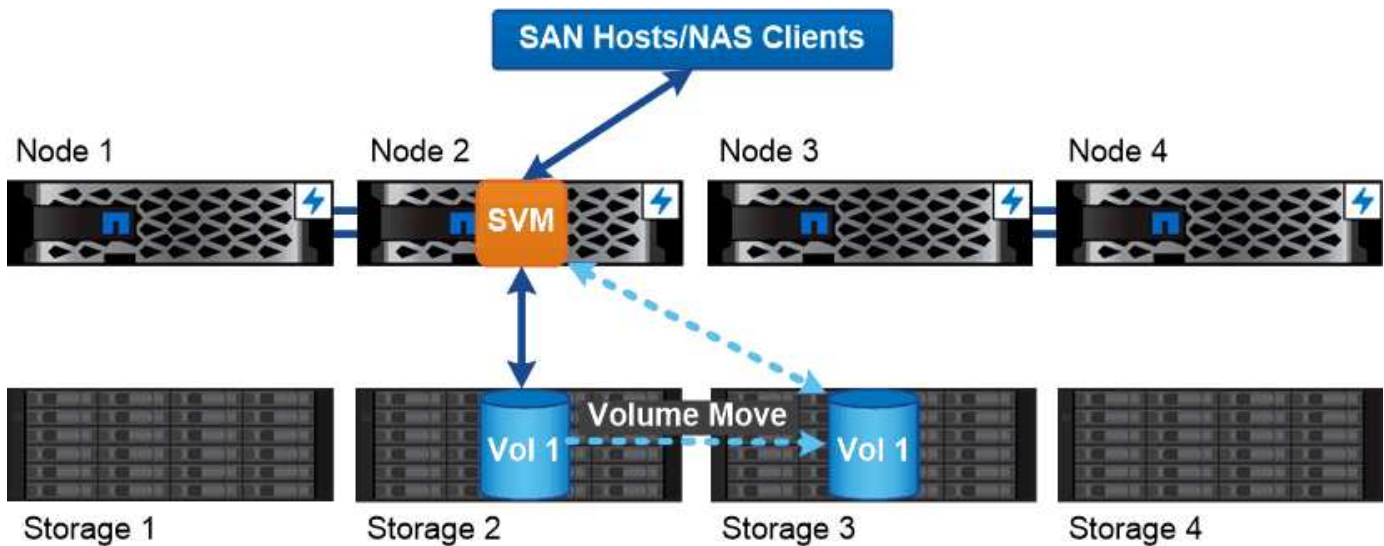 SAN Hosts/NAS Clients
Node 1
Node 2
Node 3
Node 4
SVM
Volume Move
Vol 1
Vol 1
Storage 1
Storage 2
Storage 3
Storage 4